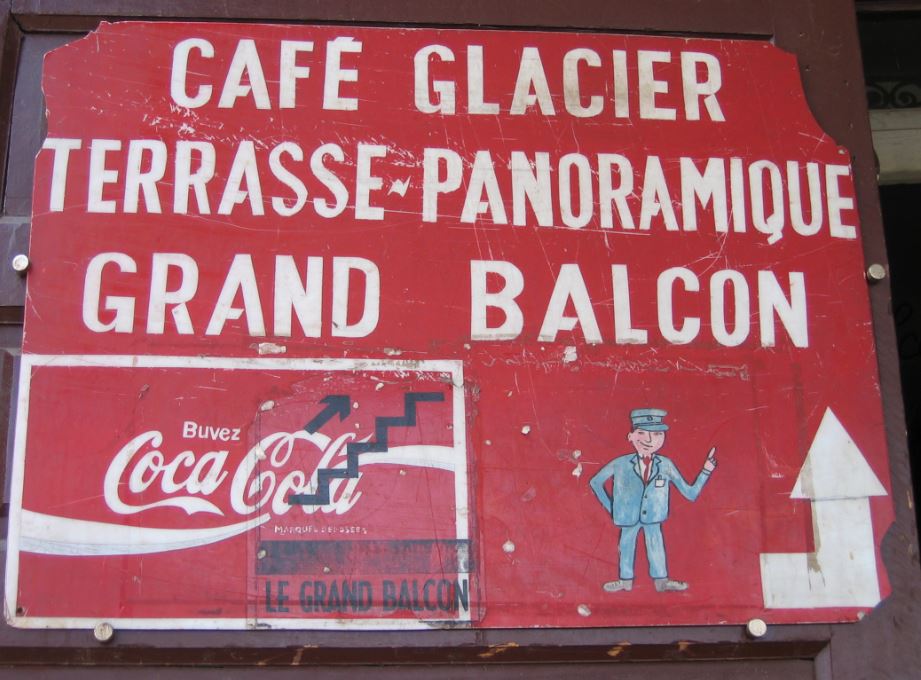 CAFÉ GLACIER
TERRASSE-PANORAMIQUE
GRAND BALCON
Buvez
Coca Cola
LE GRAND BALCON